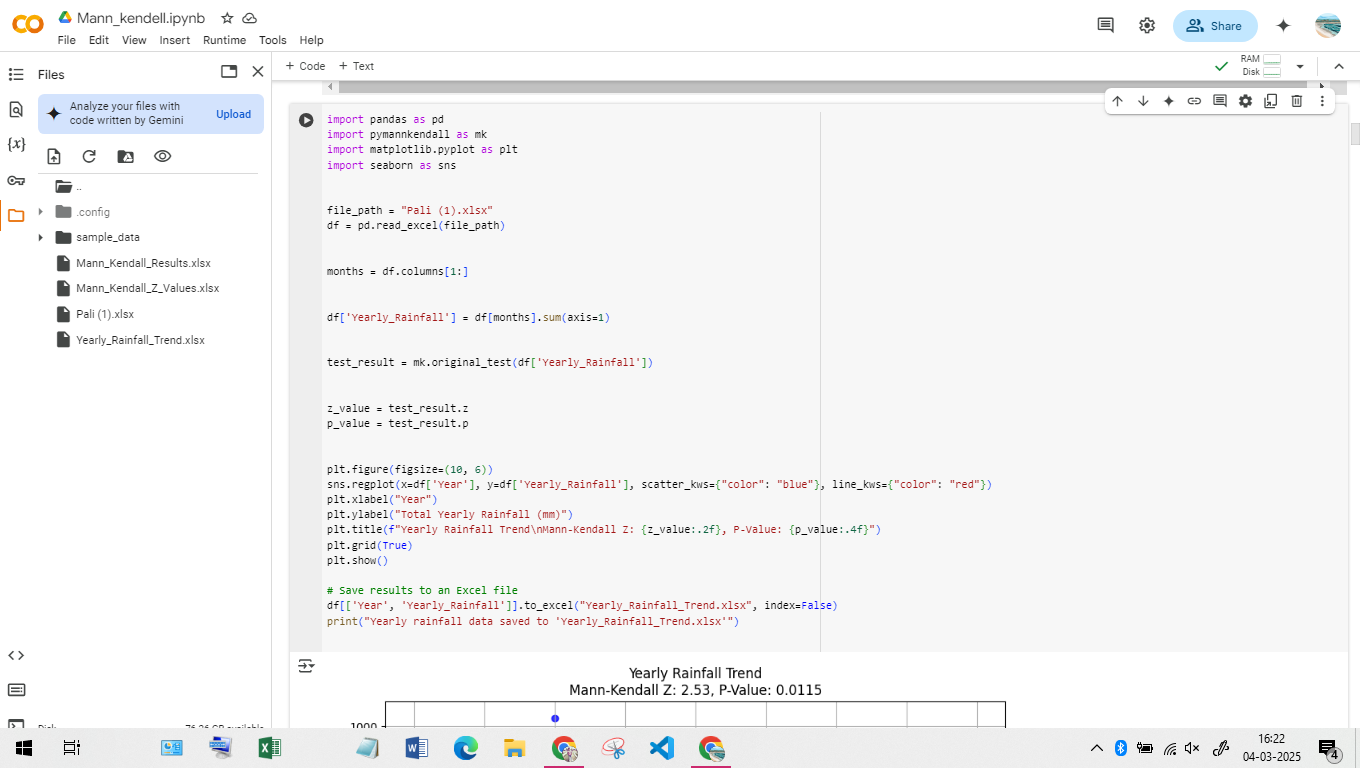 Mann_kendell.ipynb
File Edit View Insert Runtime Tools Help
Share
Files
+ Code + Text
RAM
Disk
Analyze your files with
code written by Gemini
Upload
{x}
..
.config
sample_data
Mann_Kendall_Results.xlsx
Mann_Kendall_Z_Values.xlsx
Pali (1).xlsx
Yearly_Rainfall_Trend.xlsx
import pandas as pd
import pymannkendall as mk
import matplotlib.pyplot as plt
import seaborn as sns
file_path = "Pali (1).xlsx"
df = pd.read_excel(file_path)
months = df.columns[1:]
df['Yearly_Rainfall'] = df[months].sum(axis=1)
test_result = mk.original_test(df['Yearly_Rainfall'])
z_value = test_result.z
p_value = test_result.p
plt.figure(figsize=(10, 6))
sns.regplot(x=df['Year'], y=df['Yearly_Rainfall'], scatter_kws={"color": "blue"}, line_kws={"color": "red"})
plt.xlabel("Year")
plt.ylabel("Total Yearly Rainfall (mm)")
plt.title(f"Yearly Rainfall Trend\nMann-Kendall Z: {z_value:.2f}, P-Value: {p_value:.4f}")
plt.grid(True)
plt.show()
# Save results to an Excel file
df[['Year', 'Yearly_Rainfall']].to_excel("Yearly_Rainfall_Trend.xlsx", index=False)
print("Yearly rainfall data saved to 'Yearly_Rainfall_Trend.xlsx'")
Yearly Rainfall Trend
Mann-Kendall Z: 2.53, P-Value: 0.0115
1000
Disk 76.26 GB available
16:22
04-03-2025
4